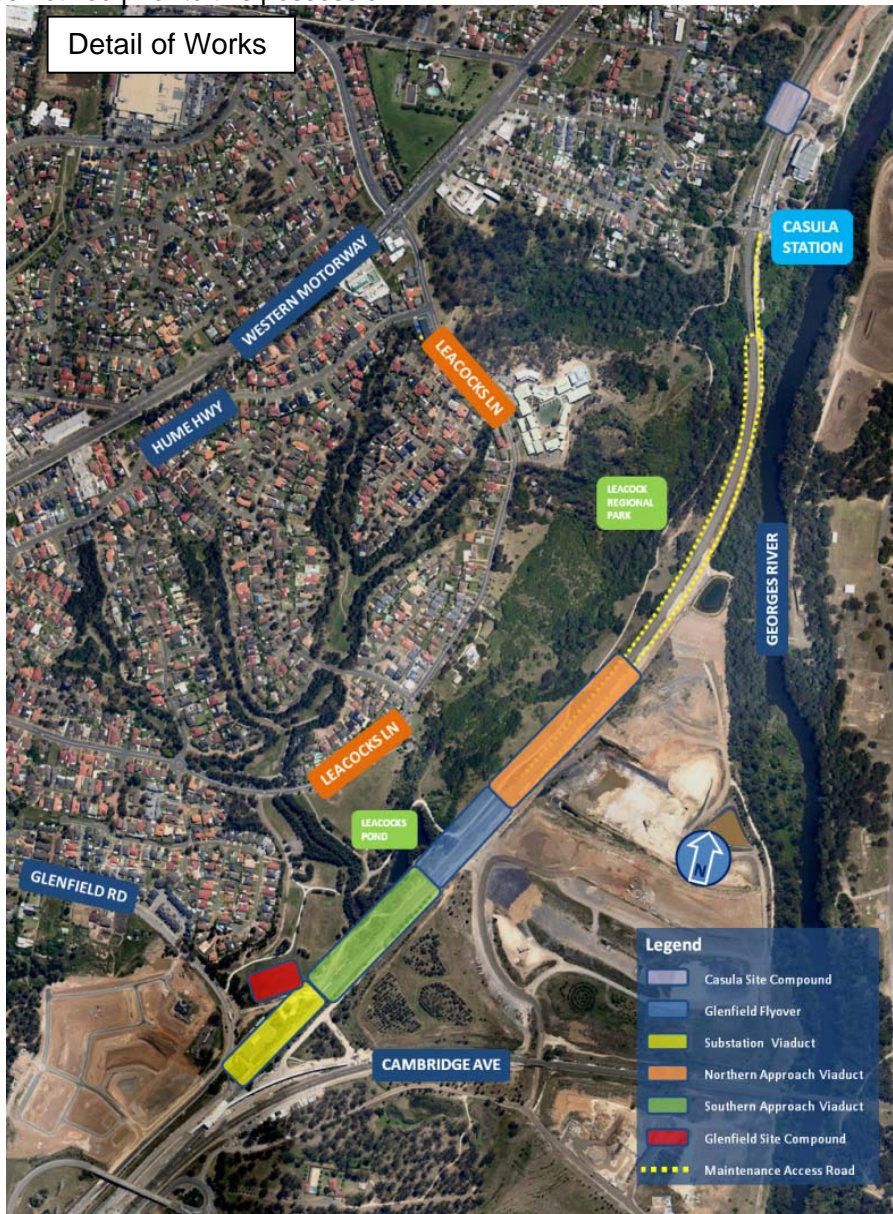 Detail of Works
CASULA
STATION
WESTERN MOTORWAY
LEACOCKS LN
HUME HWY
LEACOCK
REGIONAL
PARK
GEORGES RIVER
LEACOCKS LN
LEACOCKS
POND
GLENFIELD RD
N
CAMBRIDGE AVE
Legend
Casula Site Compound
Glenfield Flyover
Substation Viaduct
Northern Approach Viaduct
Southern Approach Viaduct
Glenfield Site Compound
Maintenance Access Road